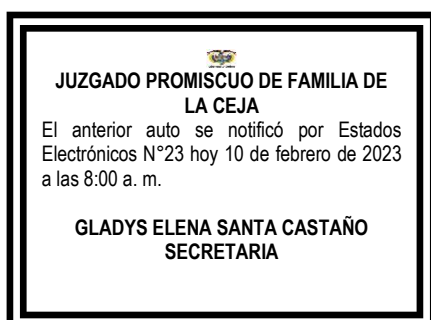 JUZGADO PROMISCUO DE FAMILIA DE
LA CEJA
El anterior auto se notificó por Estados
Electrónicos N°23 hoy 10 de febrero de 2023
a las 8:00 a. m.
GLADYS ELENA SANTA CASTAÑO
SECRETARIA